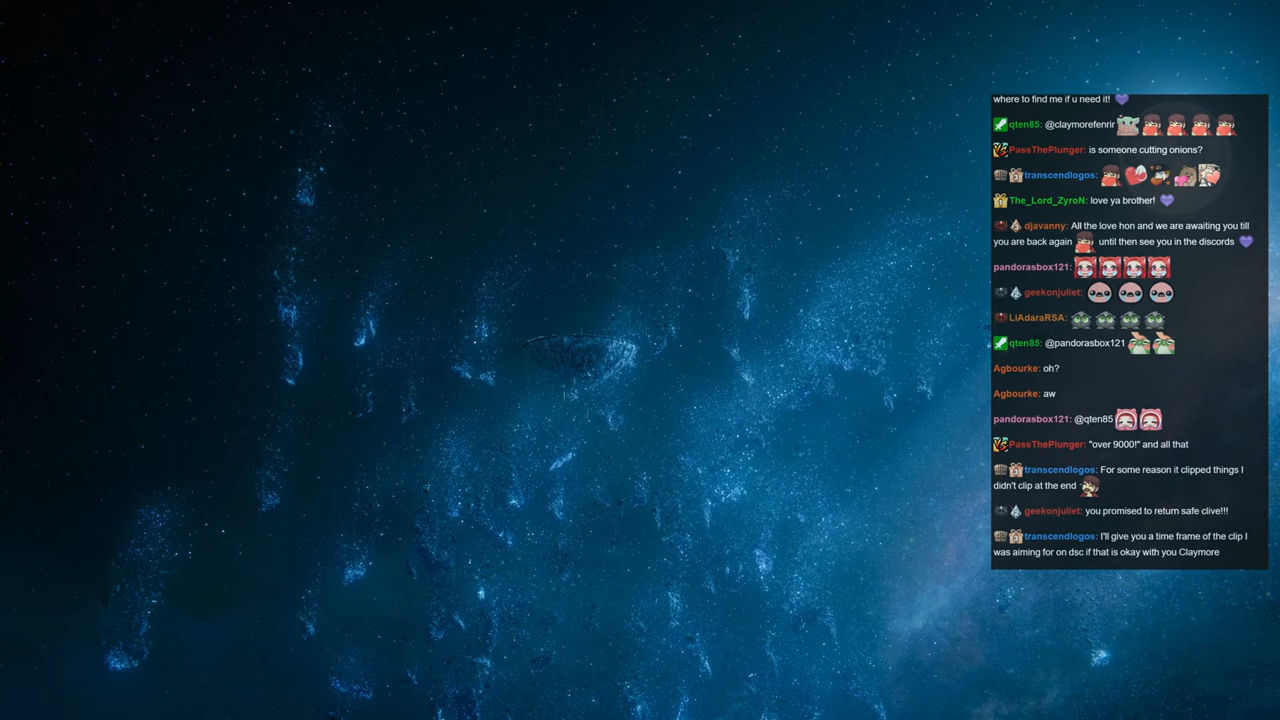 where to find me if u need it!
qten85: @claymorefenrir
PassThePlunger: is someone cutting onions?
transcendlogos:
The_Lord_ZyroN: love ya brother!
djavanny: All the love hon and we are awaiting you till
you are back again until then see you in the discords
pandorasbox121:
geekonjuliet:
LiAdaraRSA:
qten85: @pandorasbox121
Agbourke: oh?
Agbourke: aw
pandorasbox121: @qten85
PassThePlunger: "over 9000!" and all that
transcendlogos: For some reason it clipped things I
didn't clip at the end
geekonjuliet: you promised to return safe clive!!!
transcendlogos: I'll give you a time frame of the clip I
was aiming for on dsc if that is okay with you Claymore